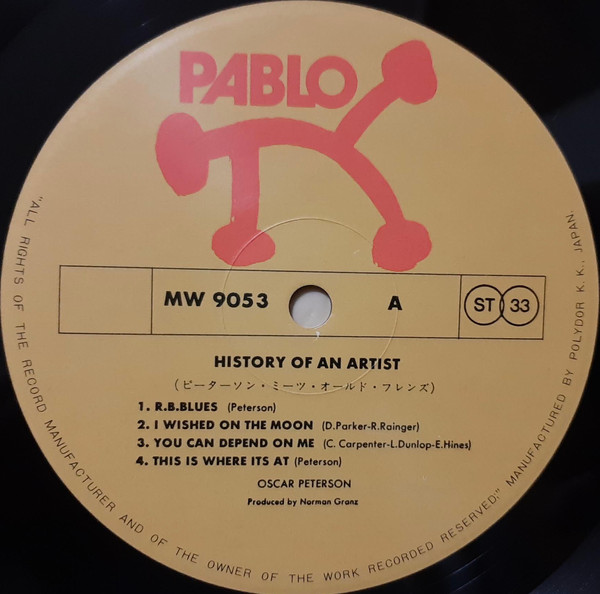 PABLO
MW 9053
A
ST 33
HISTORY OF AN ARTIST
(ピーターソン・ミーツ・オールド・フレンズ)
1. R.B.BLUES (Peterson)
2. I WISHED ON THE MOON (D.Parker-R.Rainger)
3. YOU CAN DEPEND ON ME (C. Carpenter-L.Dunlop-E.Hines)
4. THIS IS WHERE ITS AT (Peterson)
OSCAR PETERSON
Produced by Norman Granz
"ALL RIGHTS OF THE RECORD MANUFACTURER AND OF THE OWNER OF THE WORK RECORDED RESERVED." MANUFACTURED BY POLYDOR K. K., JAPAN.